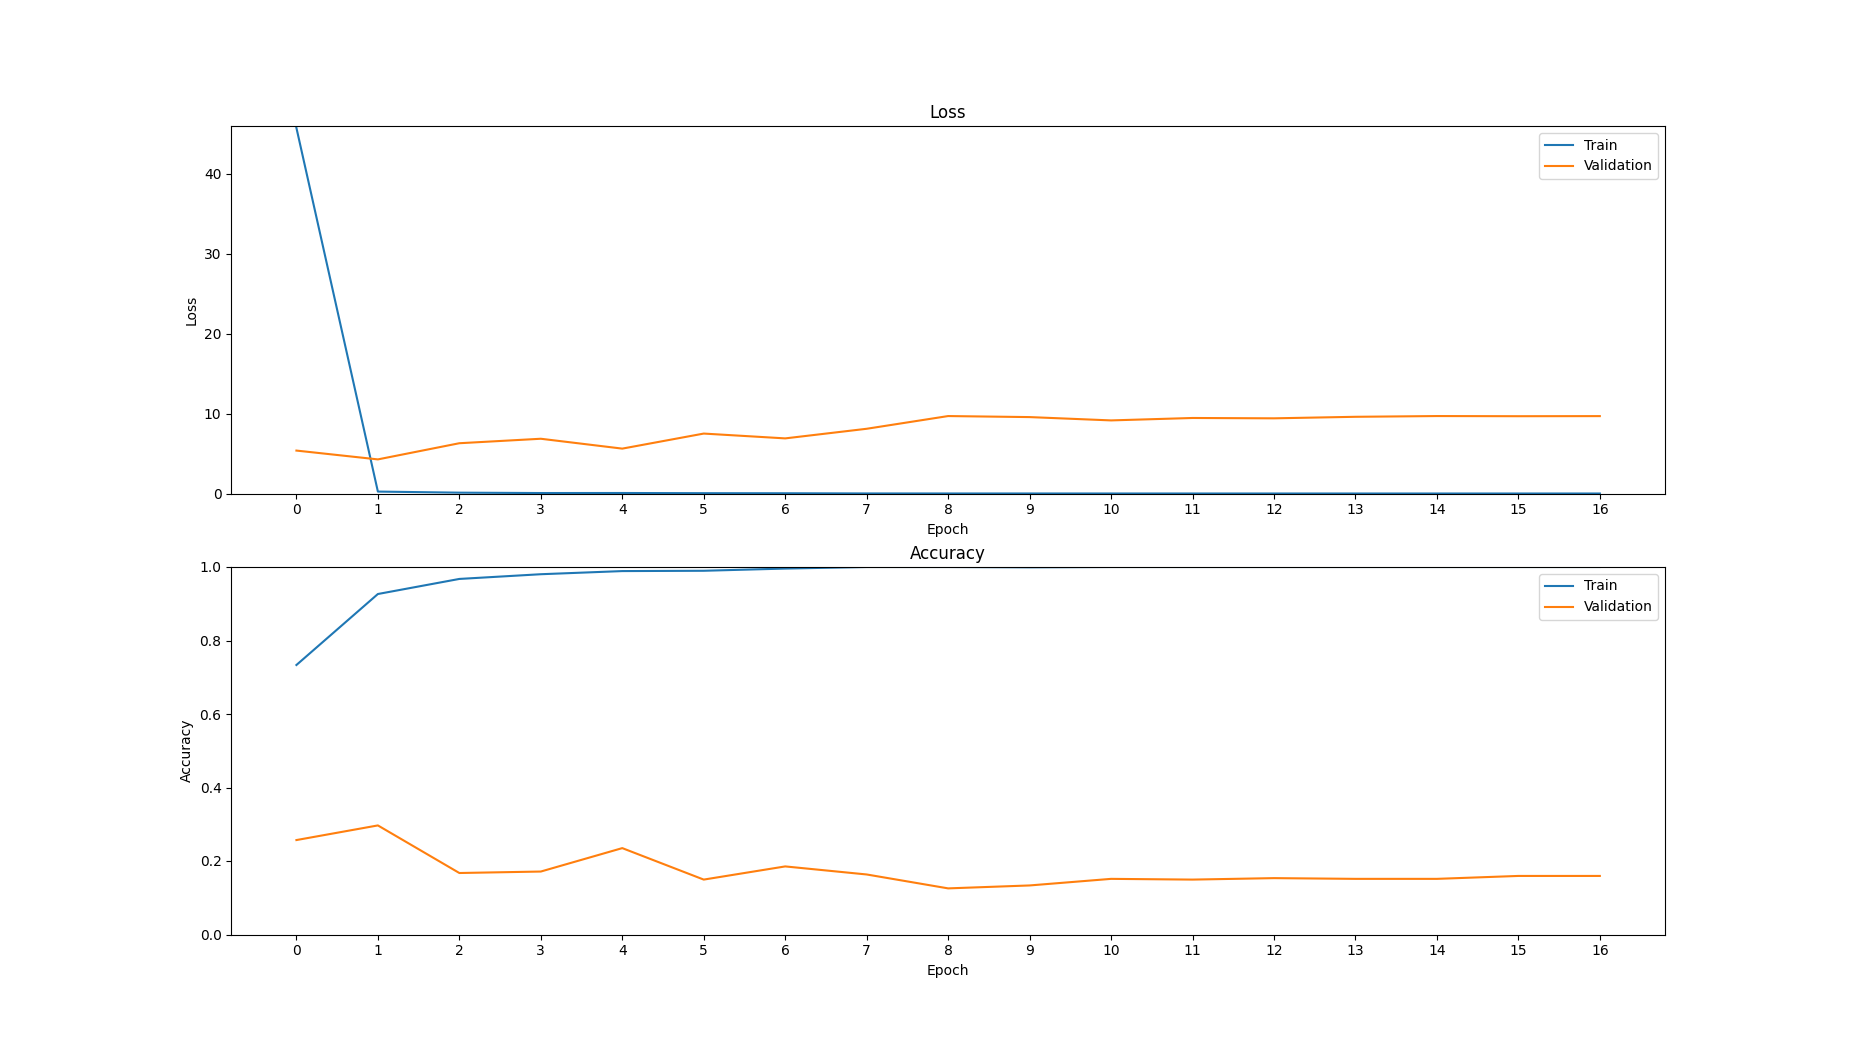 Loss
Train
Validation
40
30
20
10
0
Loss
0 1 2 3 4 5 6 7 8 9 10 11 12 13 14 15 16
Epoch
Accuracy
Train
Validation
1.0
0.8
0.6
0.4
0.2
0.0
Accuracy
0 1 2 3 4 5 6 7 8 9 10 11 12 13 14 15 16
Epoch